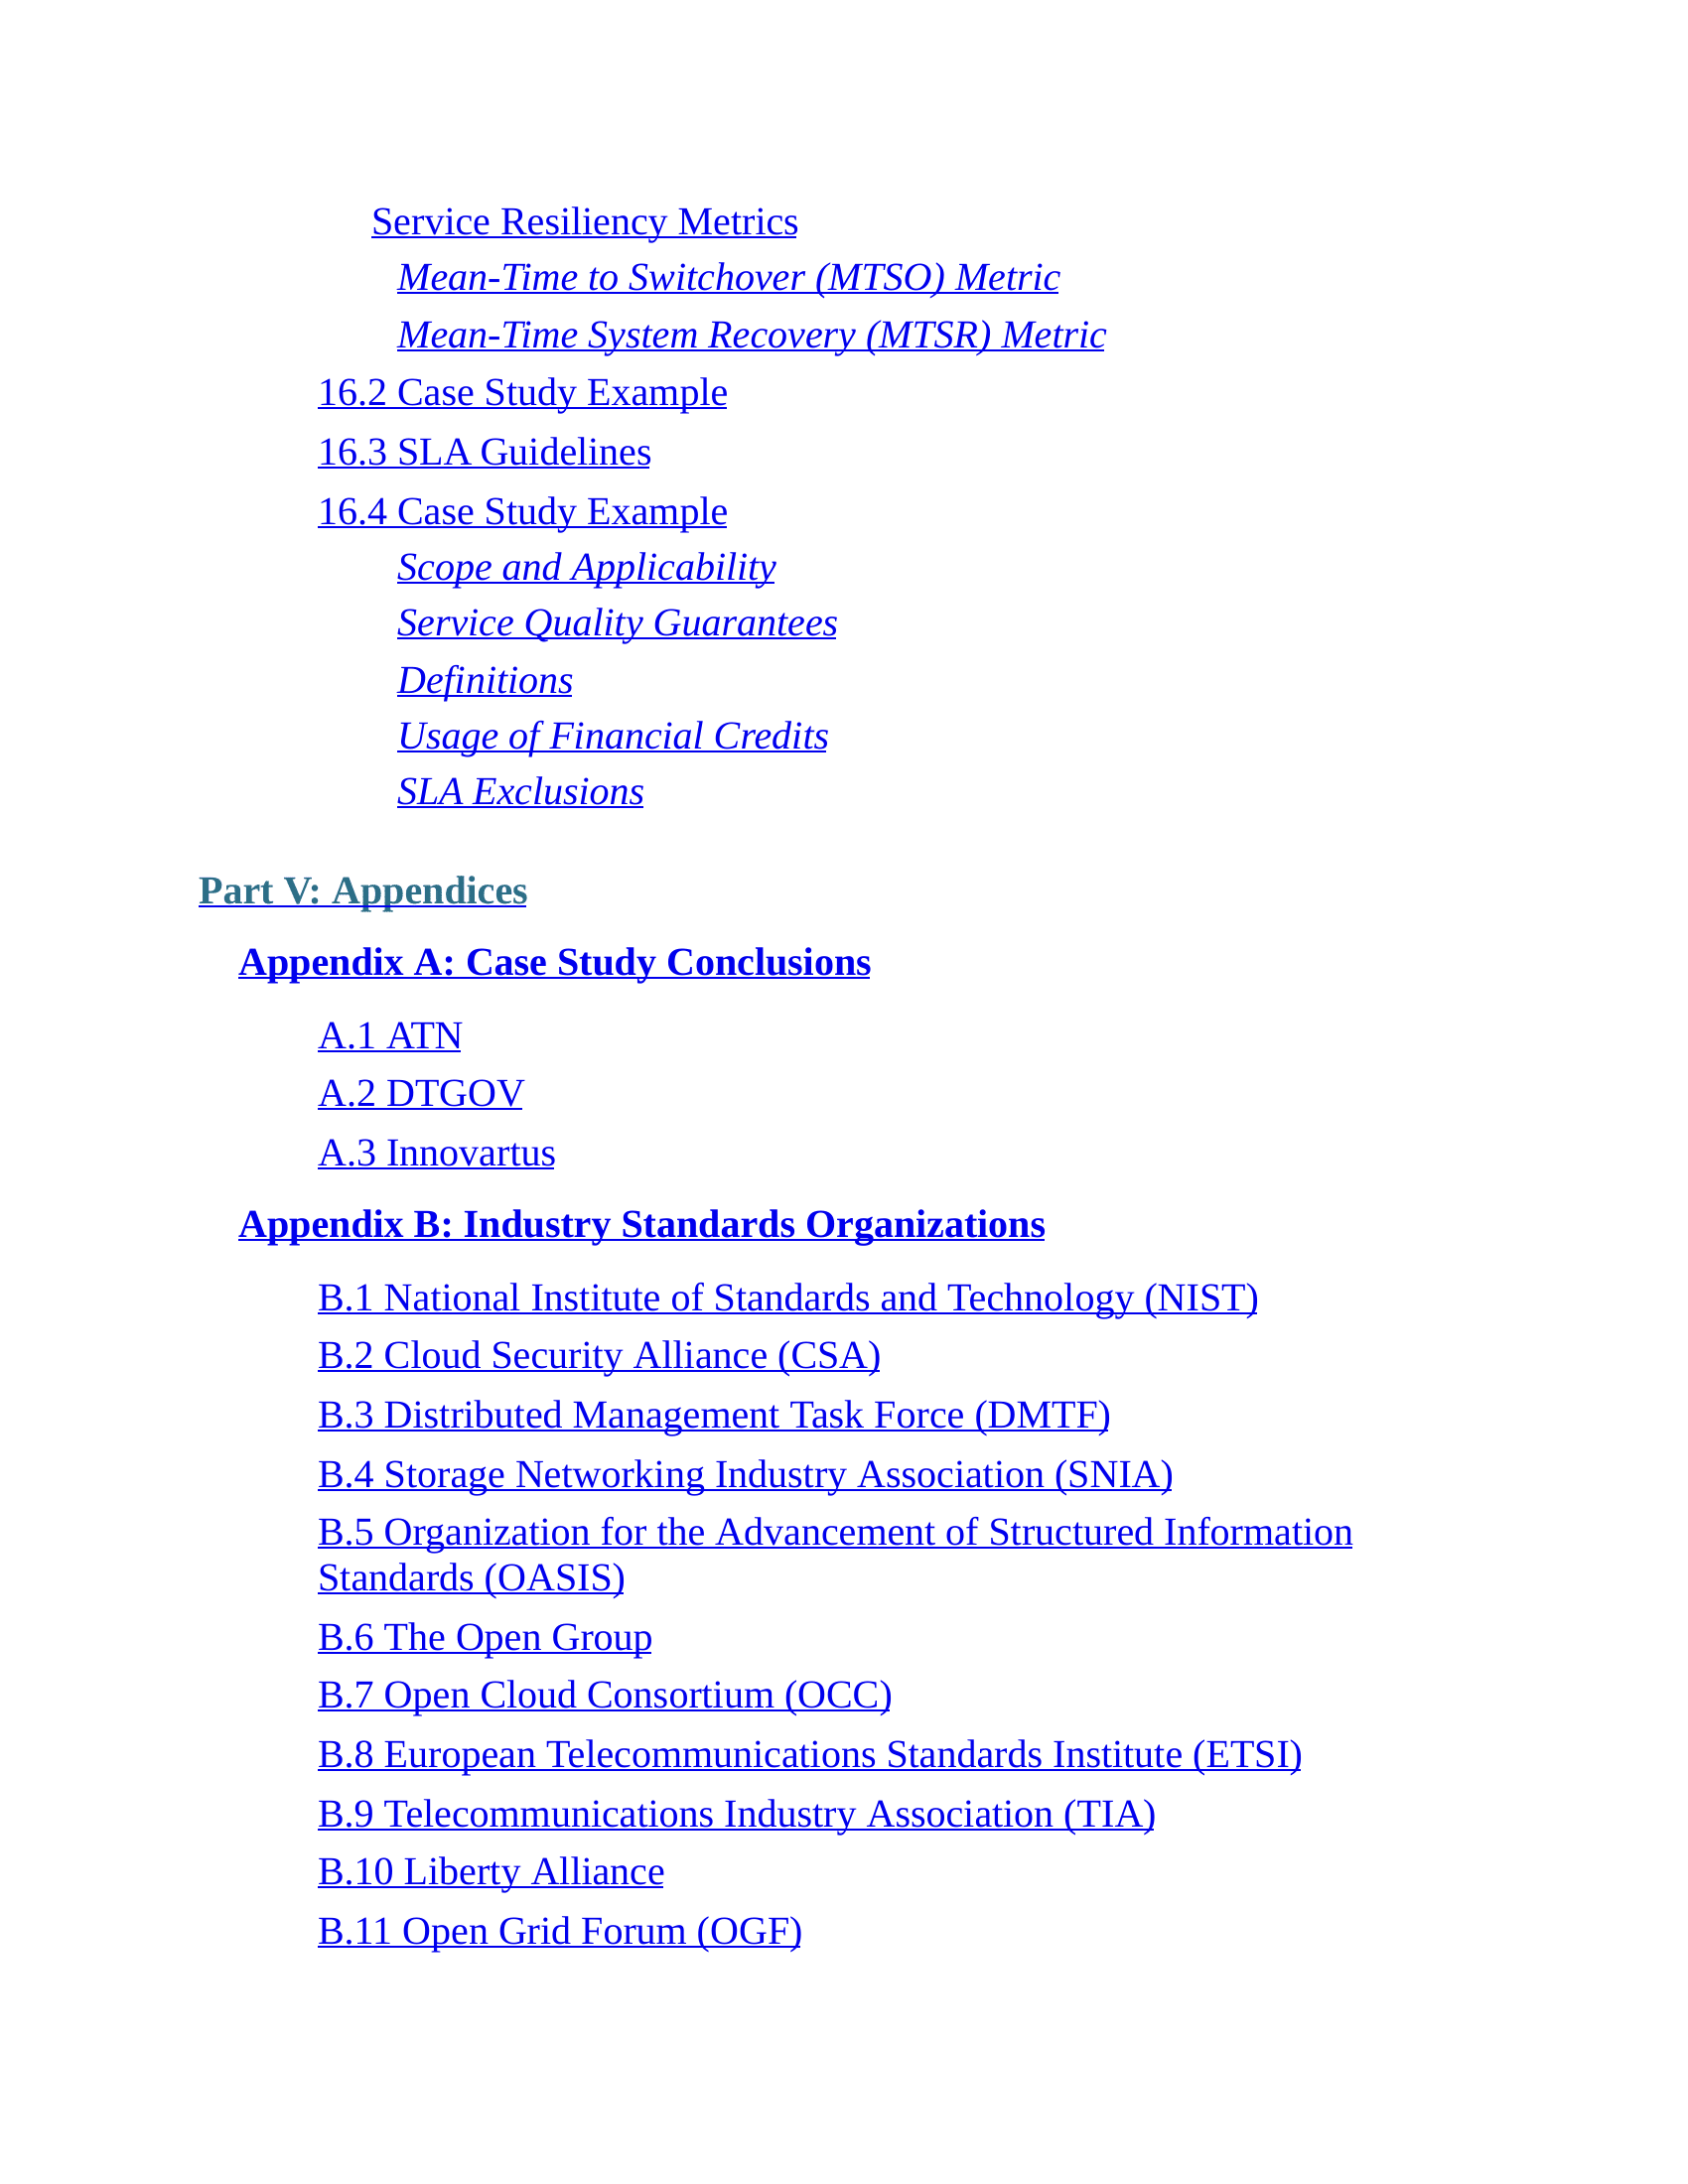 Service Resiliency Metrics
Mean-Time to Switchover (MTSO) Metric
Mean-Time System Recovery (MTSR) Metric
16.2 Case Study Example
16.3 SLA Guidelines
16.4 Case Study Example
Scope and Applicability
Service Quality Guarantees
Definitions
Usage of Financial Credits
SLA Exclusions
Part V: Appendices
Appendix A: Case Study Conclusions
A.1 ATN
A.2 DTGOV
A.3 Innovartus
Appendix B: Industry Standards Organizations
B.1 National Institute of Standards and Technology (NIST)
B.2 Cloud Security Alliance (CSA)
B.3 Distributed Management Task Force (DMTF)
B.4 Storage Networking Industry Association (SNIA)
B.5 Organization for the Advancement of Structured Information
Standards (OASIS)
B.6 The Open Group
B.7 Open Cloud Consortium (OCC)
B.8 European Telecommunications Standards Institute (ETSI)
B.9 Telecommunications Industry Association (TIA)
B.10 Liberty Alliance
B.11 Open Grid Forum (OGF)